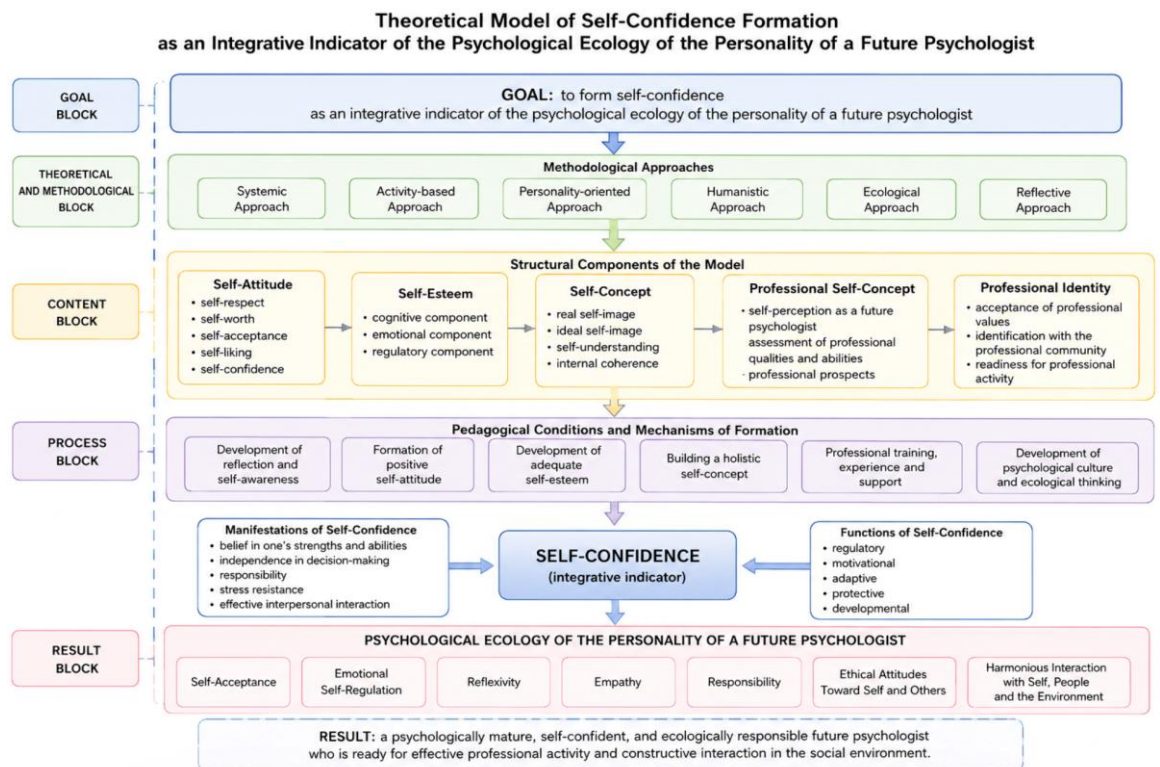 Theoretical Model of Self-Confidence Formation
as an Integrative Indicator of the Psychological Ecology of the Personality of a Future Psychologist
GOAL
BLOCK
GOAL: to form self-confidence
as an integrative indicator of the psychological ecology of the personality of a future psychologist
THEORETICAL
AND METHODOLOGICAL
BLOCK
Methodological Approaches
Systemic
Approach
Activity-based
Approach
Personality-oriented
Approach
Humanistic
Approach
Ecological
Approach
Reflective
Approach
CONTENT
BLOCK
Structural Components of the Model
Self-Attitude
• self-respect
• self-worth
• self-acceptance
• self-liking
• self-confidence
Self-Esteem
• cognitive component
• emotional component
• regulatory component
Self-Concept
• real self-image
• ideal self-image
• self-understanding
• internal coherence
Professional Self-Concept
• self-perception as a future
psychologist
assessment of professional
qualities and abilities
· professional prospects
Professional Identity
• acceptance of professional
values
• identification with the
professional community
• readiness for professional
activity
PROCESS
BLOCK
Pedagogical Conditions and Mechanisms of Formation
Development of
reflection and
self-awareness
Formation of
positive
self-attitude
Development of
adequate
self-esteem
Building a holistic
self-concept
Professional training,
experience and
support
Development of
psychological culture
and ecological thinking
Manifestations of Self-Confidence
• belief in one's strengths and abilities
• independence in decision-making
• responsibility
• stress resistance
• effective interpersonal interaction
SELF-CONFIDENCE
(integrative indicator)
Functions of Self-Confidence
• regulatory
• motivational
• adaptive
• protective
• developmental
RESULT
BLOCK
PSYCHOLOGICAL ECOLOGY OF THE PERSONALITY OF A FUTURE PSYCHOLOGIST
Self-Acceptance
Emotional
Self-Regulation
Reflexivity
Empathy
Responsibility
Ethical Attitudes
Toward Self and Others
Harmonious Interaction
with Self, People
and the Environment
RESULT: a psychologically mature, self-confident, and ecologically responsible future psychologist
who is ready for effective professional activity and constructive interaction in the social environment.